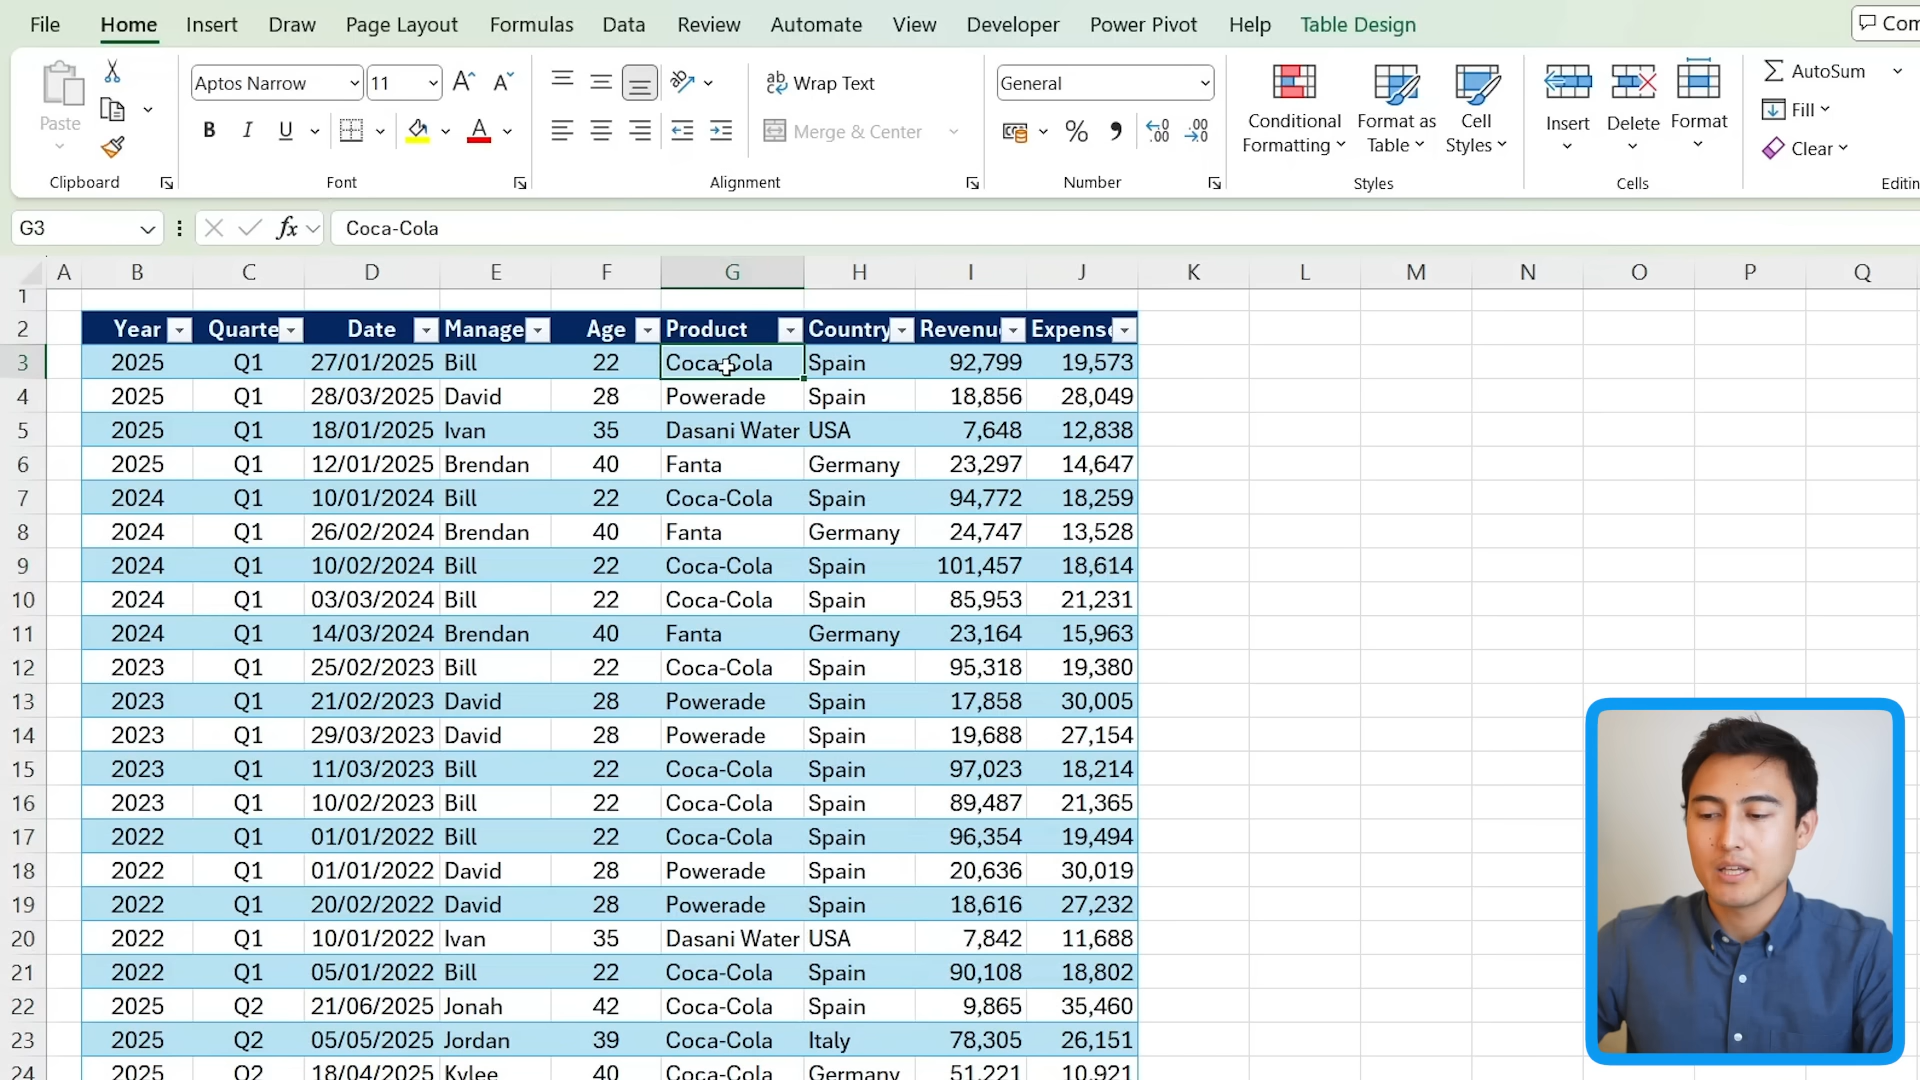 File Home Insert Draw Page Layout Formulas Data Review Automate View Developer Power Pivot Help Table Design Com
Paste
Aptos Narrow 11
B I U A
Wrap Text
Merge & Center
General
% .00 .00
Conditional Formatting
Format as Table
Cell Styles
Insert Delete Format
AutoSum
Fill
Clear
Clipboard Font Alignment Number Styles Cells Editin
G3 fx Coca-Cola
A B C D E F G H I J K L M N O P Q
1
2 Year Quarte Date Manage Age Product Country Revenu Expens
3 2025 Q1 27/01/2025 Bill 22 Coca-Cola Spain 92,799 19,573
4 2025 Q1 28/03/2025 David 28 Powerade Spain 18,856 28,049
5 2025 Q1 18/01/2025 Ivan 35 Dasani Water USA 7,648 12,838
6 2025 Q1 12/01/2025 Brendan 40 Fanta Germany 23,297 14,647
7 2024 Q1 10/01/2024 Bill 22 Coca-Cola Spain 94,772 18,259
8 2024 Q1 26/02/2024 Brendan 40 Fanta Germany 24,747 13,528
9 2024 Q1 10/02/2024 Bill 22 Coca-Cola Spain 101,457 18,614
10 2024 Q1 03/03/2024 Bill 22 Coca-Cola Spain 85,953 21,231
11 2024 Q1 14/03/2024 Brendan 40 Fanta Germany 23,164 15,963
12 2023 Q1 25/02/2023 Bill 22 Coca-Cola Spain 95,318 19,380
13 2023 Q1 21/02/2023 David 28 Powerade Spain 17,858 30,005
14 2023 Q1 29/03/2023 David 28 Powerade Spain 19,688 27,154
15 2023 Q1 11/03/2023 Bill 22 Coca-Cola Spain 97,023 18,214
16 2023 Q1 10/02/2023 Bill 22 Coca-Cola Spain 89,487 21,365
17 2022 Q1 01/01/2022 Bill 22 Coca-Cola Spain 96,354 19,494
18 2022 Q1 01/01/2022 David 28 Powerade Spain 20,636 30,019
19 2022 Q1 20/02/2022 David 28 Powerade Spain 18,616 27,232
20 2022 Q1 10/01/2022 Ivan 35 Dasani Water USA 7,842 11,688
21 2022 Q1 05/01/2022 Bill 22 Coca-Cola Spain 90,108 18,802
22 2025 Q2 21/06/2025 Jonah 42 Coca-Cola Spain 9,865 35,460
23 2025 Q2 05/05/2025 Jordan 39 Coca-Cola Italy 78,305 26,151
24 2025 Q2 18/04/2025 Kylee 40 Coca-Cola Germany 51,221 10,921